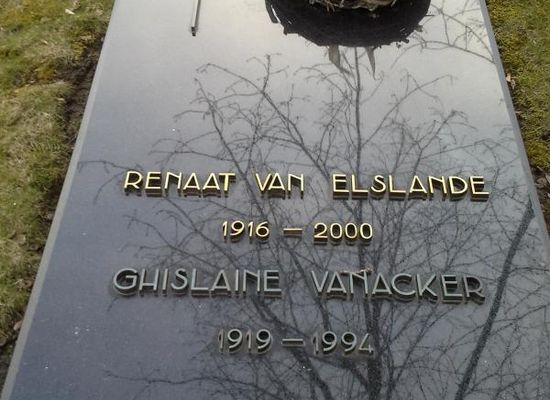 RENAAT VAN ELSLANDE
1916 – 2000
GHISLAINE VANACKER
1919 – 1994